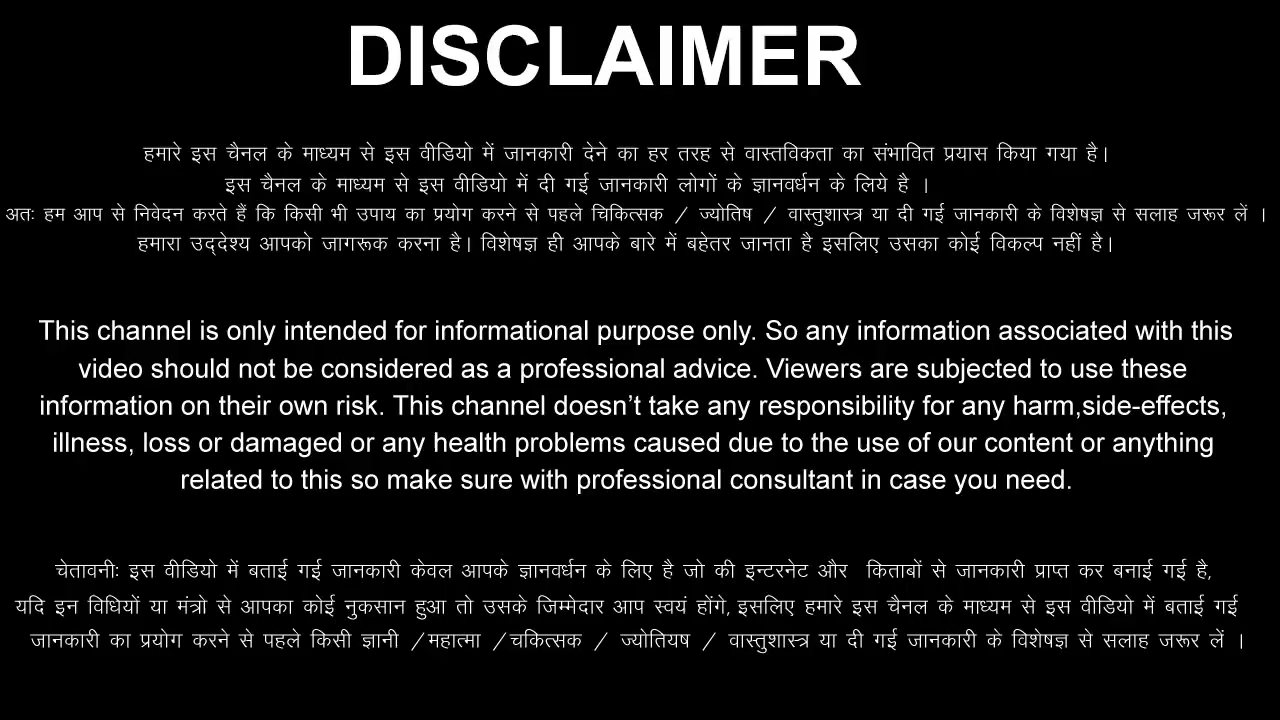 DISCLAIMER
हमारे इस चैनल के माध्यम से इस वीडियो में जानकारी देने का हर तरह से वास्तविकता का संभावित प्रयास किया गया है।
इस चैनल के माध्यम से इस वीडियो में दी गई जानकारी लोगों के ज्ञानवर्धन के लिये है ।
अतः हम आप से निवेदन करते हैं कि किसी भी उपाय का प्रयोग करने से पहले चिकित्सक / ज्योतिष / वास्तुशास्त्र या दी गई जानकारी के विशेषज्ञ से सलाह जरूर लें ।
हमारा उद्देश्य आपको जागरूक करना है। विशेषज्ञ ही आपके बारे में बहेतर जानता है इसलिए उसका कोई विकल्प नहीं है।
This channel is only intended for informational purpose only. So any information associated with this
video should not be considered as a professional advice. Viewers are subjected to use these
information on their own risk. This channel doesn’t take any responsibility for any harm,side-effects,
illness, loss or damaged or any health problems caused due to the use of our content or anything
related to this so make sure with professional consultant in case you need.
चेतावनीः इस वीडियो में बताई गई जानकारी केवल आपके ज्ञानवर्धन के लिए है जो की इन्टरनेट और किताबों से जानकारी प्राप्त कर बनाई गई है,
यदि इन विधियों या मंत्रो से आपका कोई नुकसान हुआ तो उसके जिम्मेदार आप स्वयं होंगे, इसलिए हमारे इस चैनल के माध्यम से इस वीडियो में बताई गई
जानकारी का प्रयोग करने से पहले किसी ज्ञानी /महात्मा /चकित्सक / ज्योतियष / वास्तुशास्त्र या दी गई जानकारी के विशेषज्ञ से सलाह जरूर लें ।